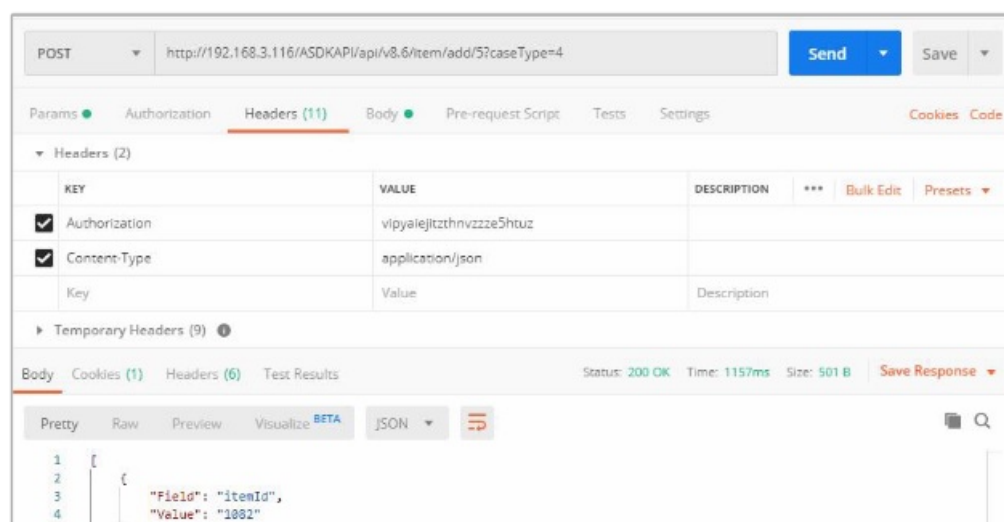 POST http://192.168.3.116/ASDKAPI/api/v8.6/item/add/5?caseType=4 Send Save
Params Authorization Headers (11) Body Pre-request Script Tests Settings Cookies Code
Headers (2)
KEY VALUE DESCRIPTION ••• Bulk Edit Presets
Authorization vipyaiejitzthnvzzze5htuz
Content-Type application/json
Key Value Description
Temporary Headers (9) i
Body Cookies (1) Headers (6) Test Results Status: 200 OK Time: 1157ms Size: 501 B Save Response
Pretty Raw Preview Visualize BETA JSON
1 [
2 {
3 "Field": "itemId",
4 "Value": "1082"